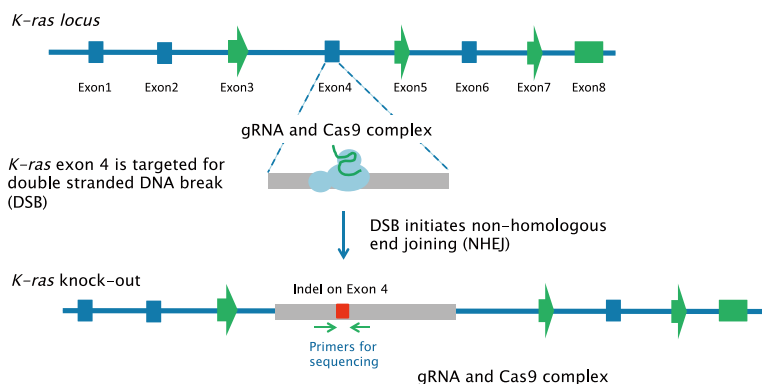 K-ras locus
Exon1
Exon2
Exon3
Exon4
Exon5
Exon6
Exon7
Exon8
gRNA and Cas9 complex
K-ras exon 4 is targeted for
double stranded DNA break
(DSB)
DSB initiates non-homologous
end joining (NHEJ)
K-ras knock-out
Indel on Exon 4
Primers for
sequencing
gRNA and Cas9 complex